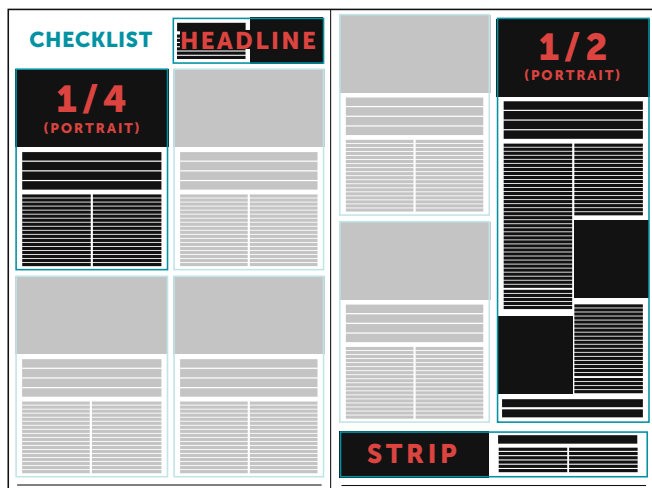 CHECKLIST
HEADLINE
1/4
(PORTRAIT)
1/2
(PORTRAIT)
STRIP